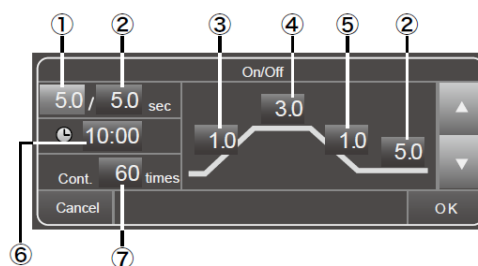 ① ② ③ ④ ⑤ ②
On/Off
5.0 / 5.0 sec
3.0
10:00
1.0 1.0 5.0
Cont. 60 times
Cancel OK
⑥ ⑦